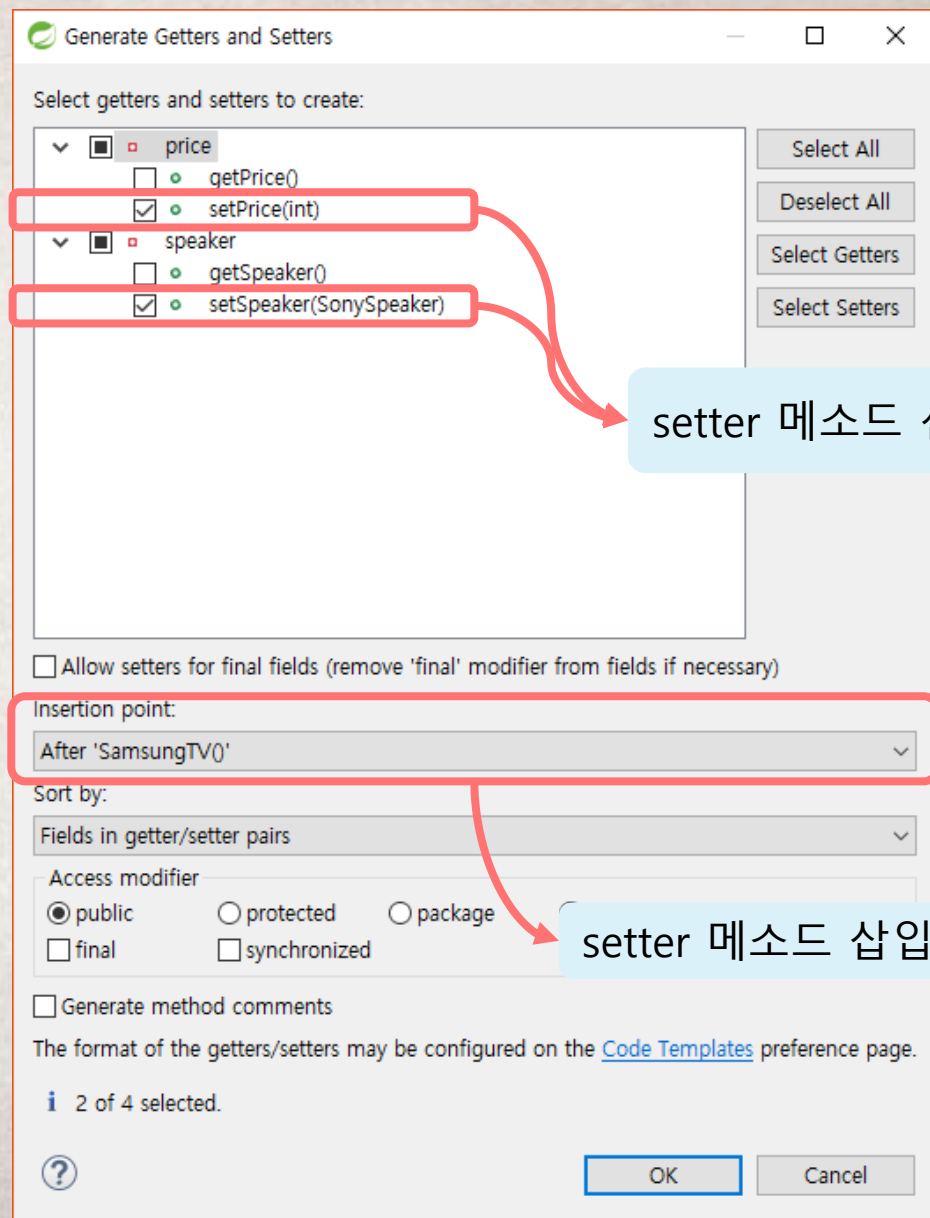 Generate Getters and Setters
Select getters and setters to create:
price
Select All
getPrice()
setPrice(int)
Deselect All
speaker
Select Getters
getSpeaker()
setSpeaker(SonySpeaker)
Select Setters
setter 메소드
Allow setters for final fields (remove 'final' modifier from fields if necessary)
Insertion point:
After 'SamsungTV()'
Sort by:
Fields in getter/setter pairs
Access modifier
public protected package
final synchronized
setter 메소드 삽입
Generate method comments
The format of the getters/setters may be configured on the Code Templates preference page.
i 2 of 4 selected.
?
OK Cancel